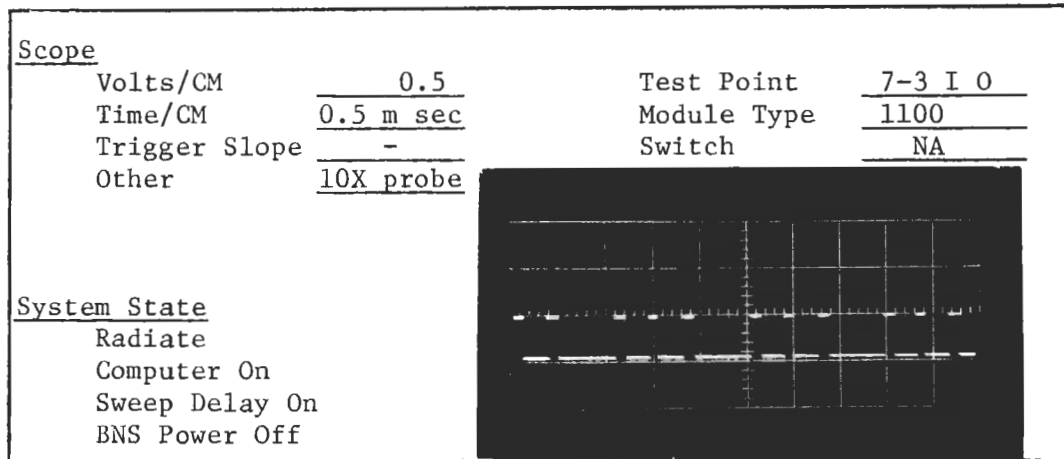 Scope
Volts/CM 0.5 Test Point 7-3 I O
Time/CM 0.5 m sec Module Type 1100
Trigger Slope - Switch NA
Other 10X probe
System State
Radiate
Computer On
Sweep Delay On
BNS Power Off